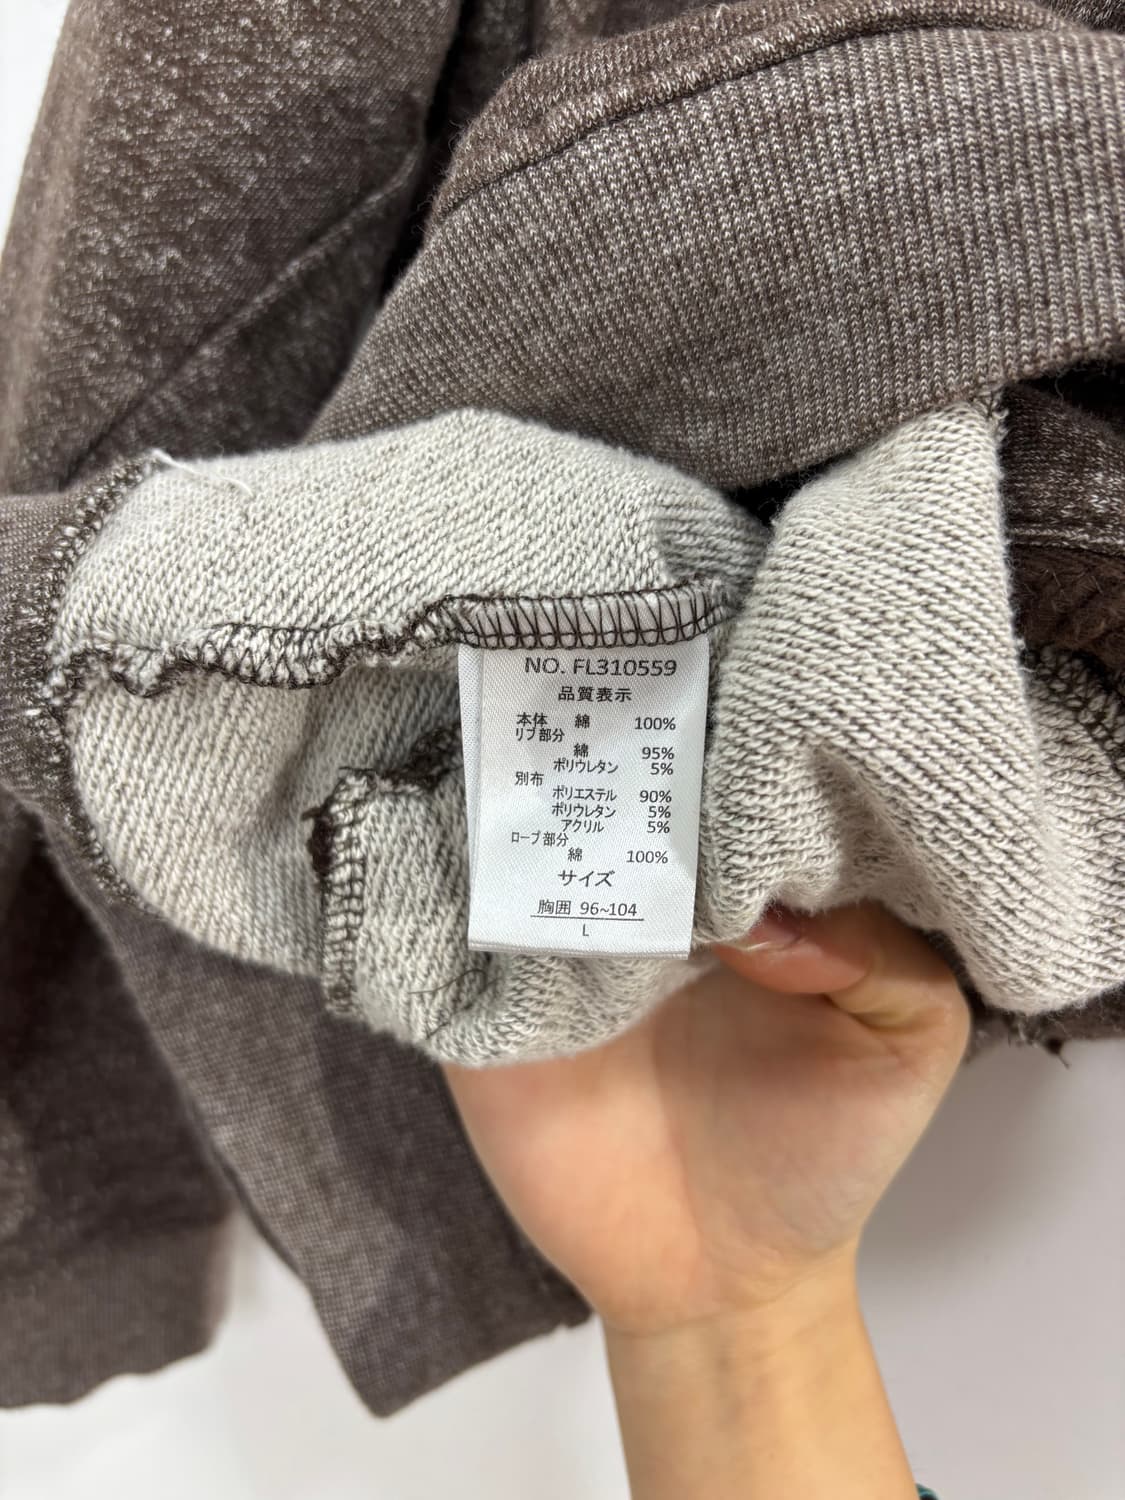 NO. FL310559
品質表示
本体 綿 100%
リブ部分
綿 95%
ポリウレタン 5%
別布
ポリエステル 90%
ポリウレタン 5%
アクリル 5%
ロープ部分
綿 100%
サイズ
胸囲 96~104
L